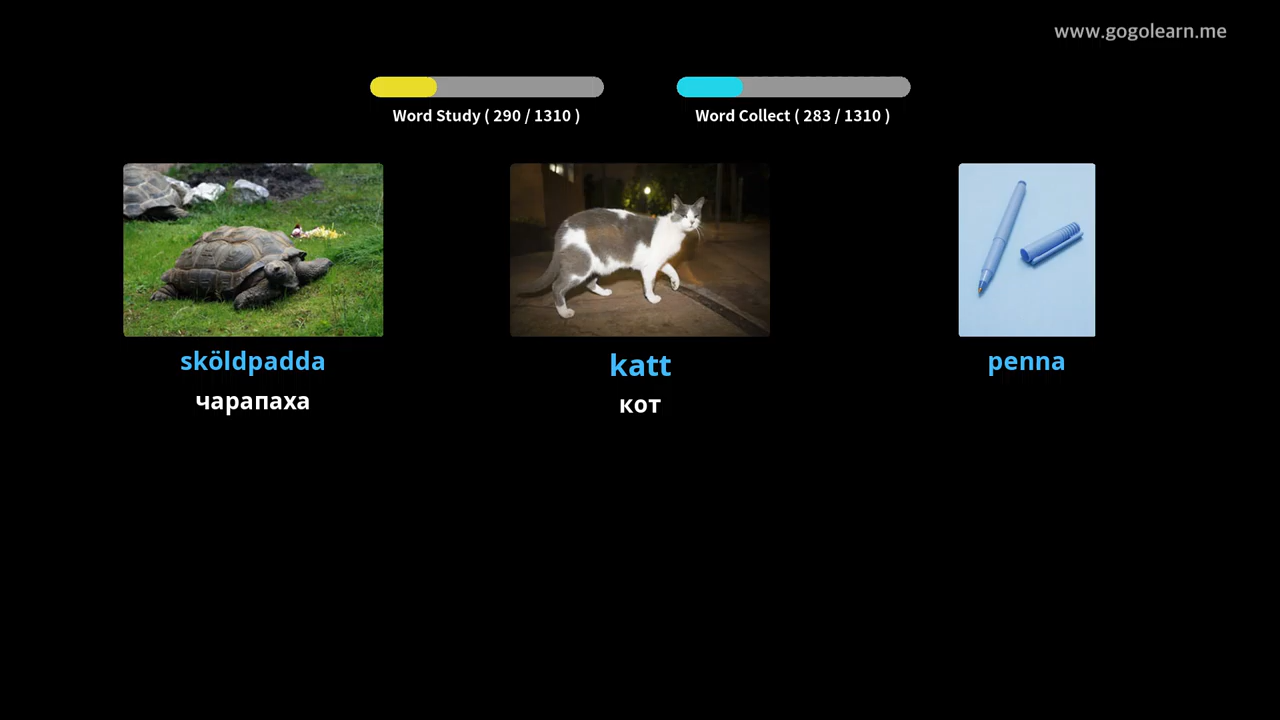 www.gogolearn.me
Word Study ( 290 / 1310 )
Word Collect ( 283 / 1310 )
sköldpadda
katt
penna
чарапаха
кот